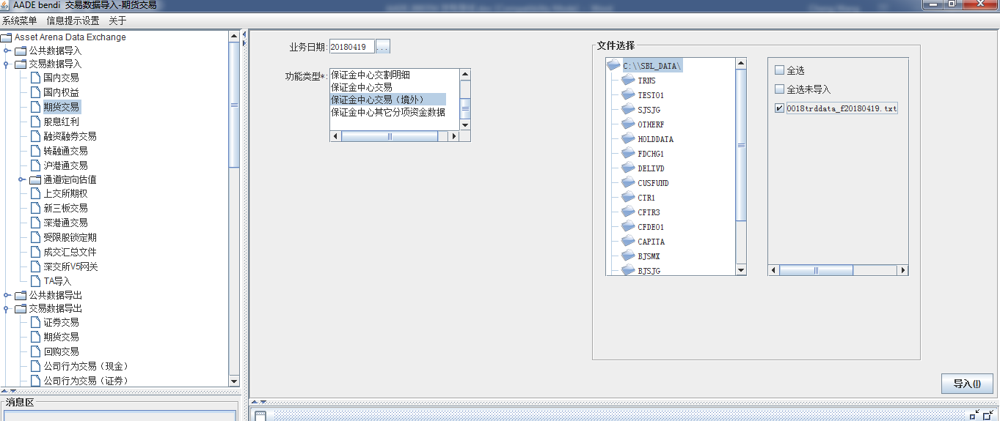 AADE bendi 交易数据导入-期货交易
系统菜单 信息提示设置 关于
Asset Arena Data Exchange
公共数据导入
交易数据导入
国内交易
国内权益
期货交易
股息红利
融资融券交易
转融通交易
沪港通交易
通道定向估值
上交所期权
新三板交易
深港通交易
受限股锁定期
成交汇总文件
深交所V5网关
TA导入
公共数据导出
交易数据导出
证券交易
期货交易
回购交易
公司行为交易（现金）
公司行为交易（证券）
消息区
业务日期: 20180419 ...
功能类型*:
保证金中心交割明细
保证金中心交易
保证金中心交易（境外）
保证金中心其它分项资金数据
文件选择
C:\\SBL_DATA\
TRNS
TEST01
SJSJG
OTHERF
HOLDDATA
FDCHG1
DELIVD
CUSFUND
CTR1
CFTR3
CFDE01
CAPITA
BJSMX
BJSJG
全选
全选未导入
0018trddata_f20180419.txt
导入(I)